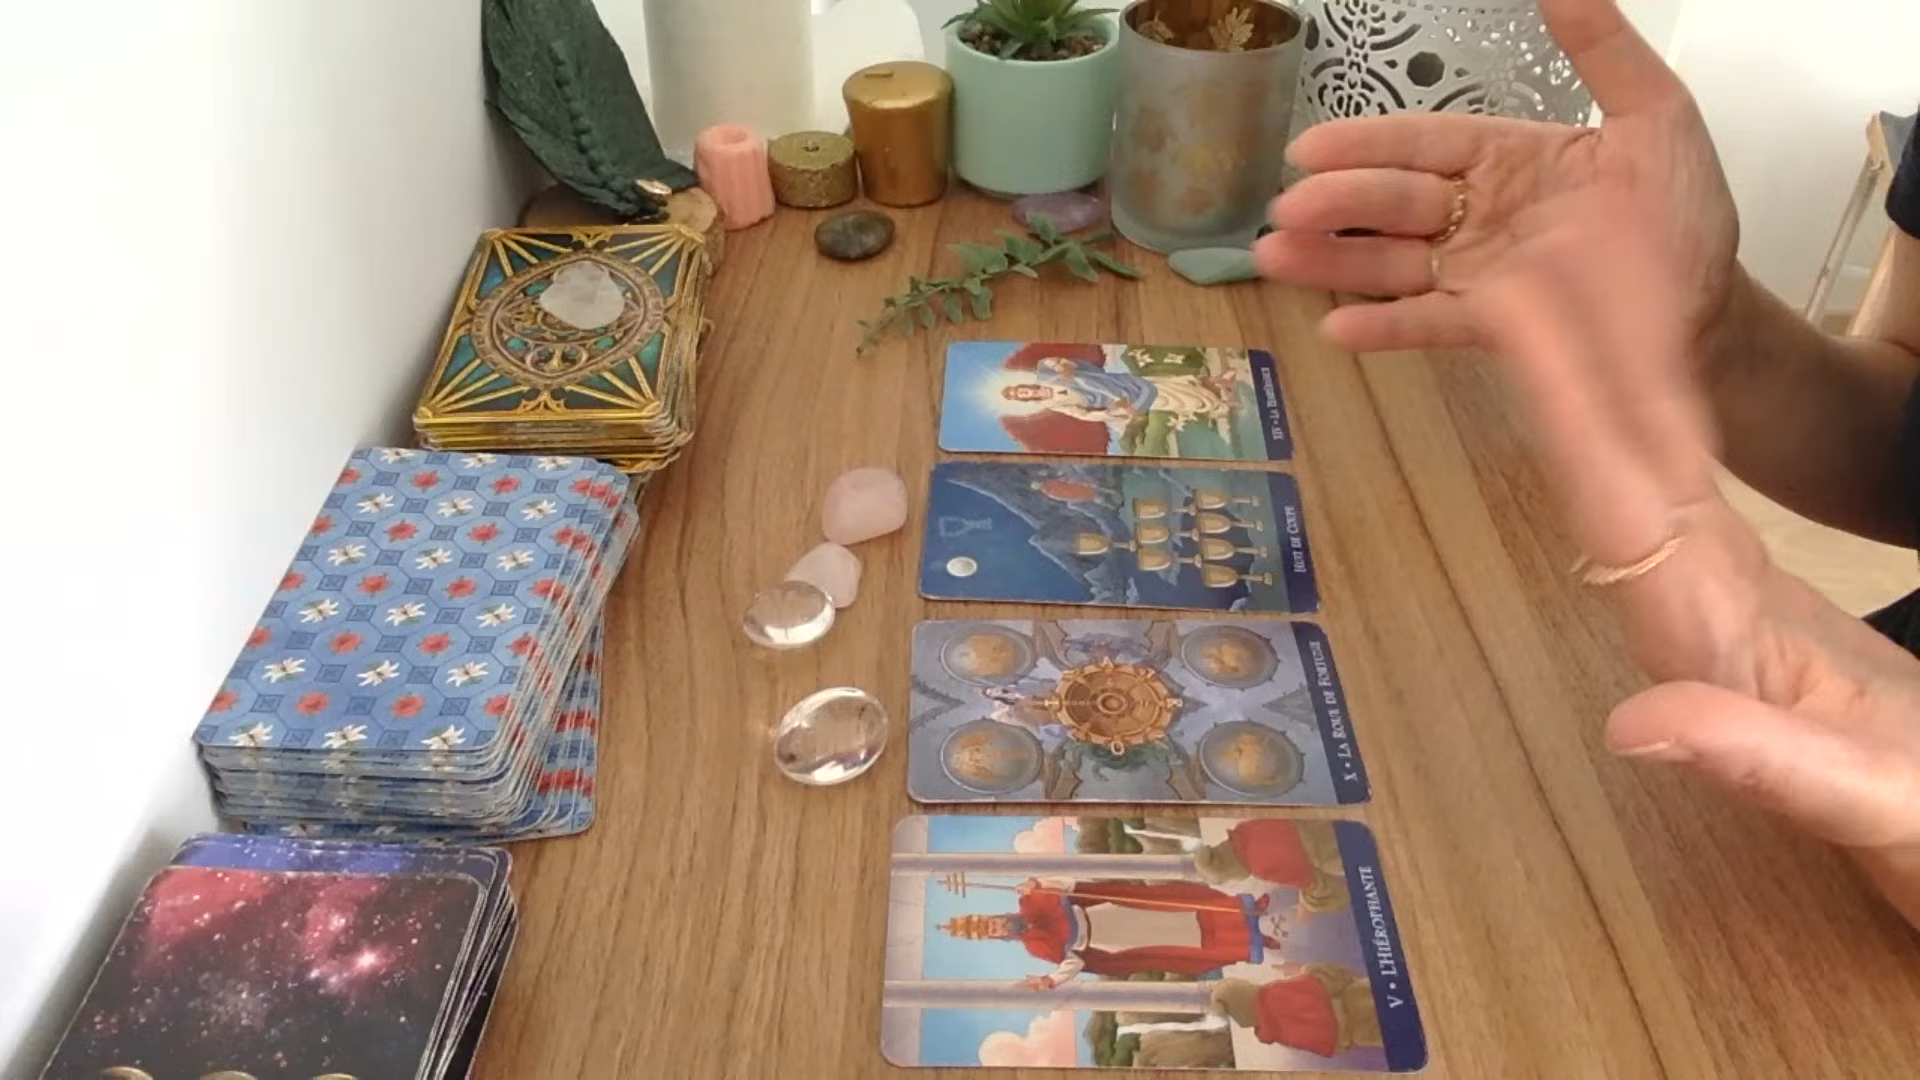 XIV • LA TEMPÉRANCE
HUIT DE COUPE
X • LA ROUE DE FORTUNE
V • L'HIÉROPHANTE